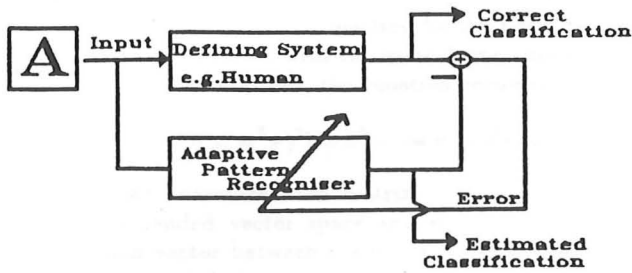 Correct
Classification
A
Input
Defining System
e.g.Human
+
−
Adaptive
Pattern
Recogniser
Error
Estimated
Classification